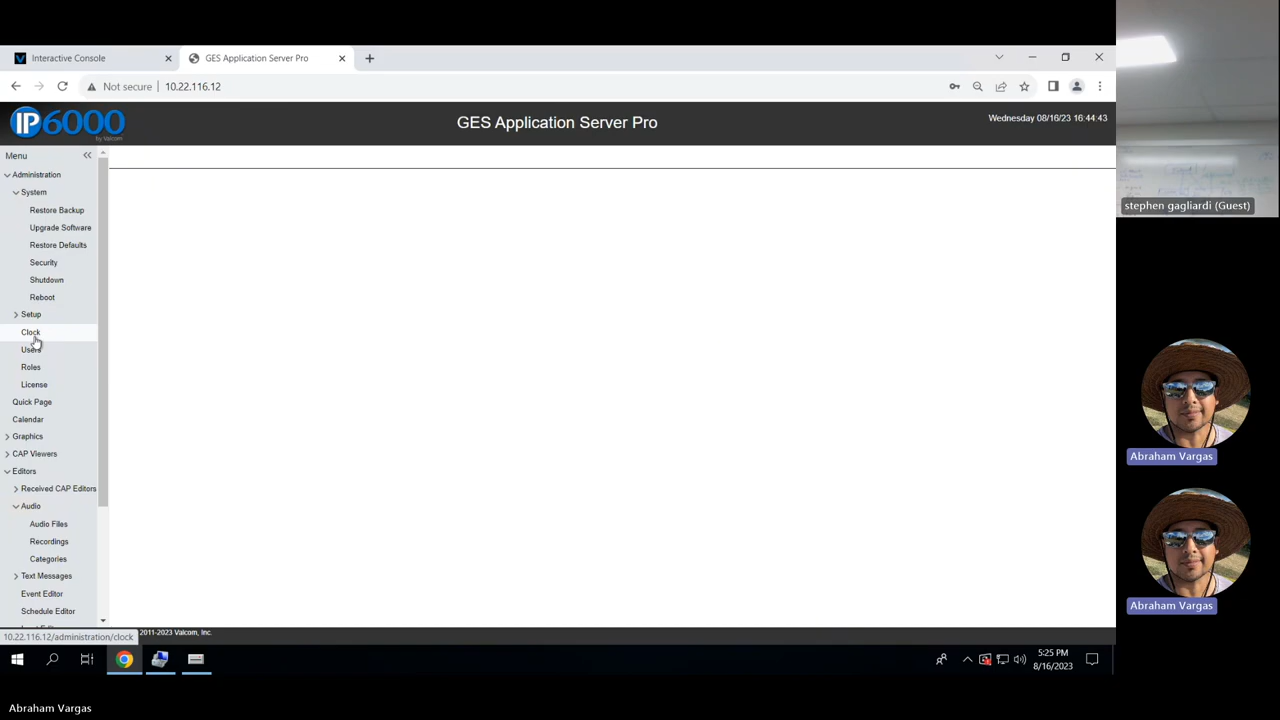 Interactive Console
GES Application Server Pro
Not secure
10.22.116.12
IP6000
by Valcom
GES Application Server Pro
Wednesday 08/16/23 16:44:43
Menu
Administration
System
Restore Backup
Upgrade Software
Restore Defaults
Security
Shutdown
Reboot
Setup
Clock
Users
Roles
License
Quick Page
Calendar
Graphics
CAP Viewers
Editors
Received CAP Editors
Audio
Audio Files
Recordings
Categories
Text Messages
Event Editor
Schedule Editor
10.22.116.12/administration/clock
2011-2023 Valcom, Inc.
5:25 PM
8/16/2023
stephen gagliardi (Guest)
Abraham Vargas
Abraham Vargas
Abraham Vargas